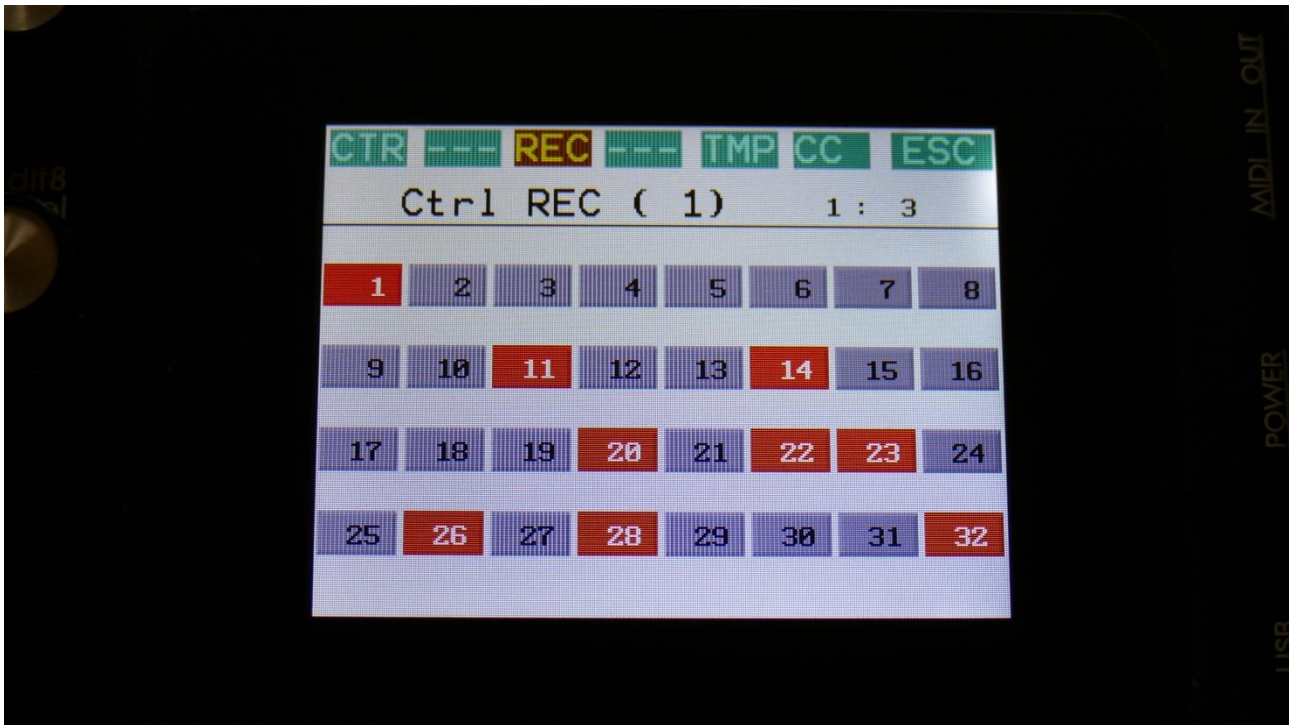 CTR --- REC --- TMP CC ESC
Ctrl REC ( 1) 1: 3
1 2 3 4 5 6 7 8
9 10 11 12 13 14 15 16
17 18 19 20 21 22 23 24
25 26 27 28 29 30 31 32
MIDI IN OUT
POWER
USB